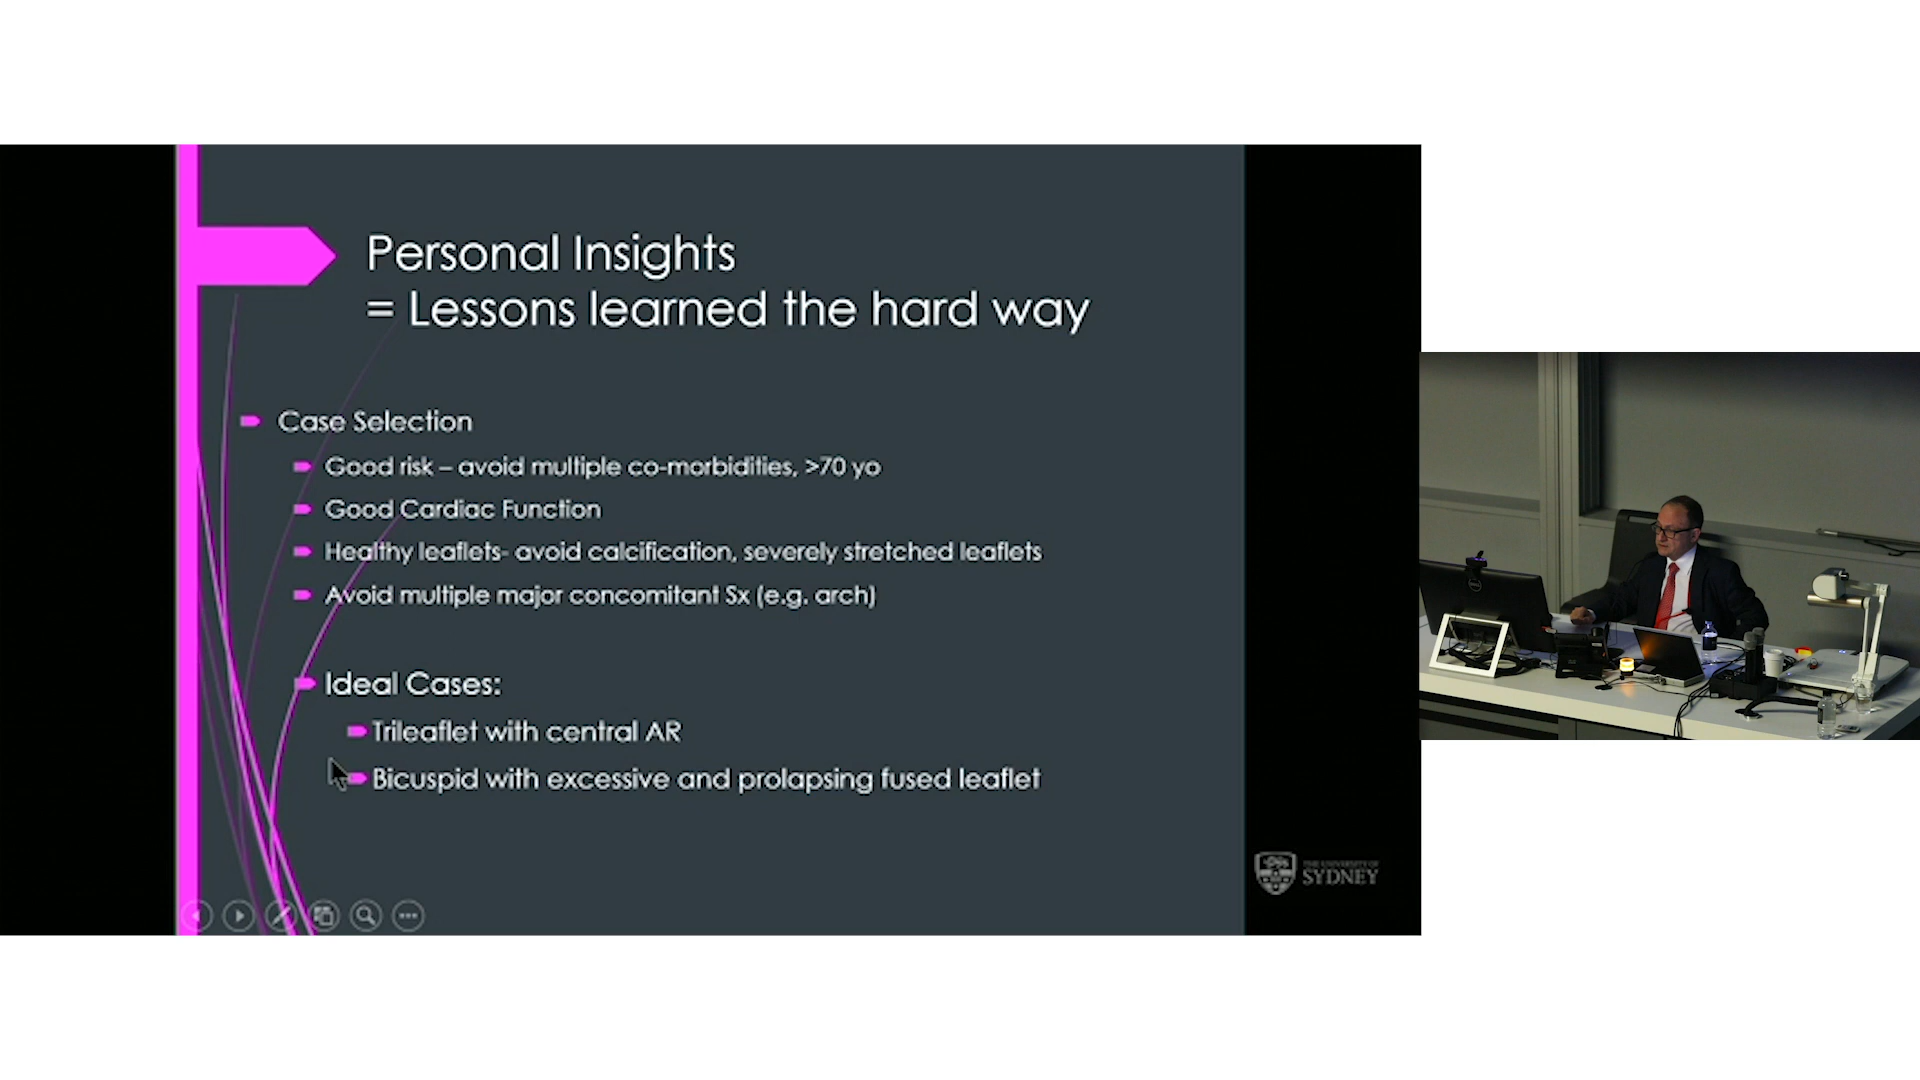 Personal Insights
= Lessons learned the hard way
Case Selection
Good risk – avoid multiple co-morbidities, >70 yo
Good Cardiac Function
Healthy leaflets- avoid calcification, severely stretched leaflets
Avoid multiple major concomitant Sx (e.g. arch)
Ideal Cases:
Trileaflet with central AR
Bicuspid with excessive and prolapsing fused leaflet
THE UNIVERSITY OF
SYDNEY